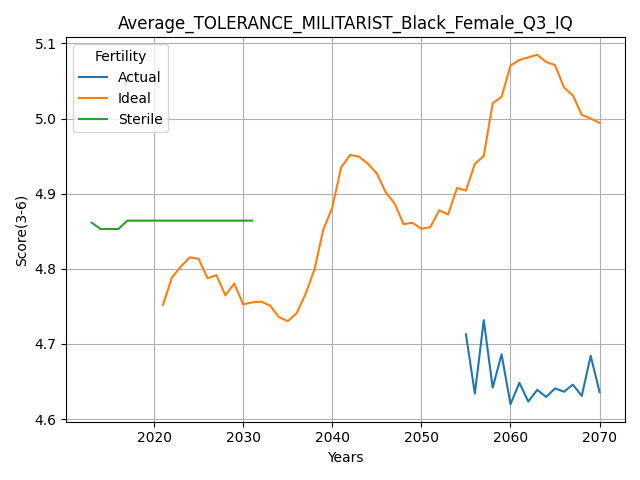 Average_TOLERANCE_MILITARIST_Black_Female_Q3_IQ
Fertility
Actual
Ideal
Sterile
Score(3-6)
5.1
5.0
4.9
4.8
4.7
4.6
2020 2030 2040 2050 2060 2070
Years